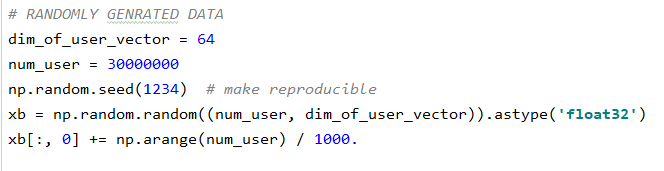 # RANDOMLY GENRATED DATA
dim_of_user_vector = 64
num_user = 30000000
np.random.seed(1234)  # make reproducible
xb = np.random.random((num_user, dim_of_user_vector)).astype('float32')
xb[:, 0] += np.arange(num_user) / 1000.